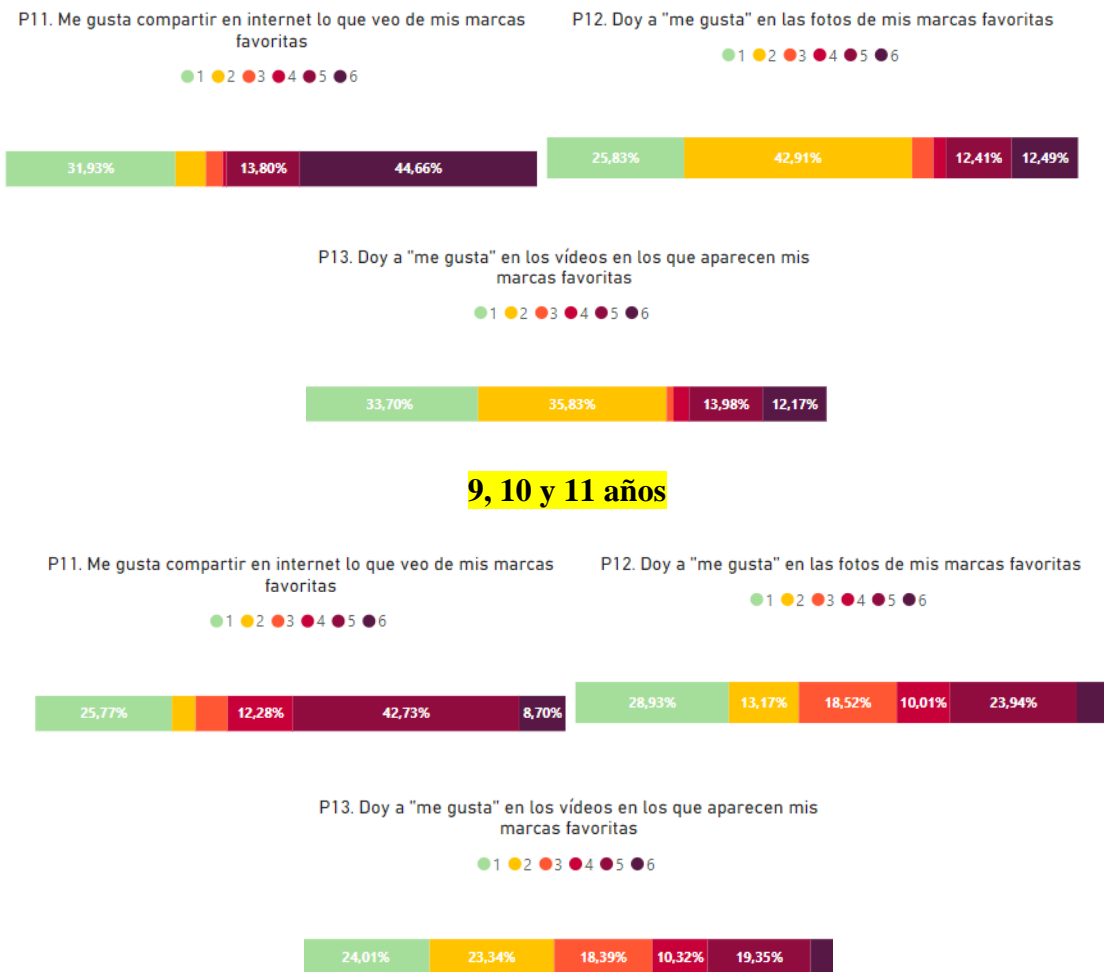 P11. Me gusta compartir en internet lo que veo de mis marcas
favoritas
1 2 3 4 5 6
31,93% 13,80% 44,66%
P12. Doy a "me gusta" en las fotos de mis marcas favoritas
1 2 3 4 5 6
25,83% 42,91% 12,41% 12,49%
P13. Doy a "me gusta" en los vídeos en los que aparecen mis
marcas favoritas
1 2 3 4 5 6
33,70% 35,83% 13,98% 12,17%
9, 10 y 11 años
P11. Me gusta compartir en internet lo que veo de mis marcas
favoritas
1 2 3 4 5 6
25,77% 12,28% 42,73% 8,70%
P12. Doy a "me gusta" en las fotos de mis marcas favoritas
1 2 3 4 5 6
28,93% 13,17% 18,52% 10,01% 23,94%
P13. Doy a "me gusta" en los vídeos en los que aparecen mis
marcas favoritas
1 2 3 4 5 6
24,01% 23,34% 18,39% 10,32% 19,35%